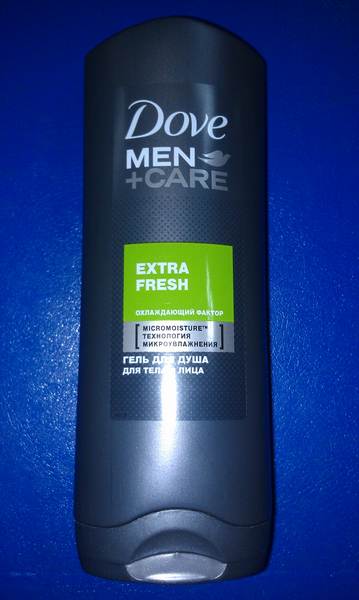 Dove
MEN
+CARE
EXTRA
FRESH
ОХЛАЖДАЮЩИЙ ФАКТОР
MICROMOISTURE™
ТЕХНОЛОГИЯ
МИКРОУВЛАЖНЕНИЯ
ГЕЛЬ ДЛЯ ДУША
ДЛЯ ТЕЛА И ЛИЦА